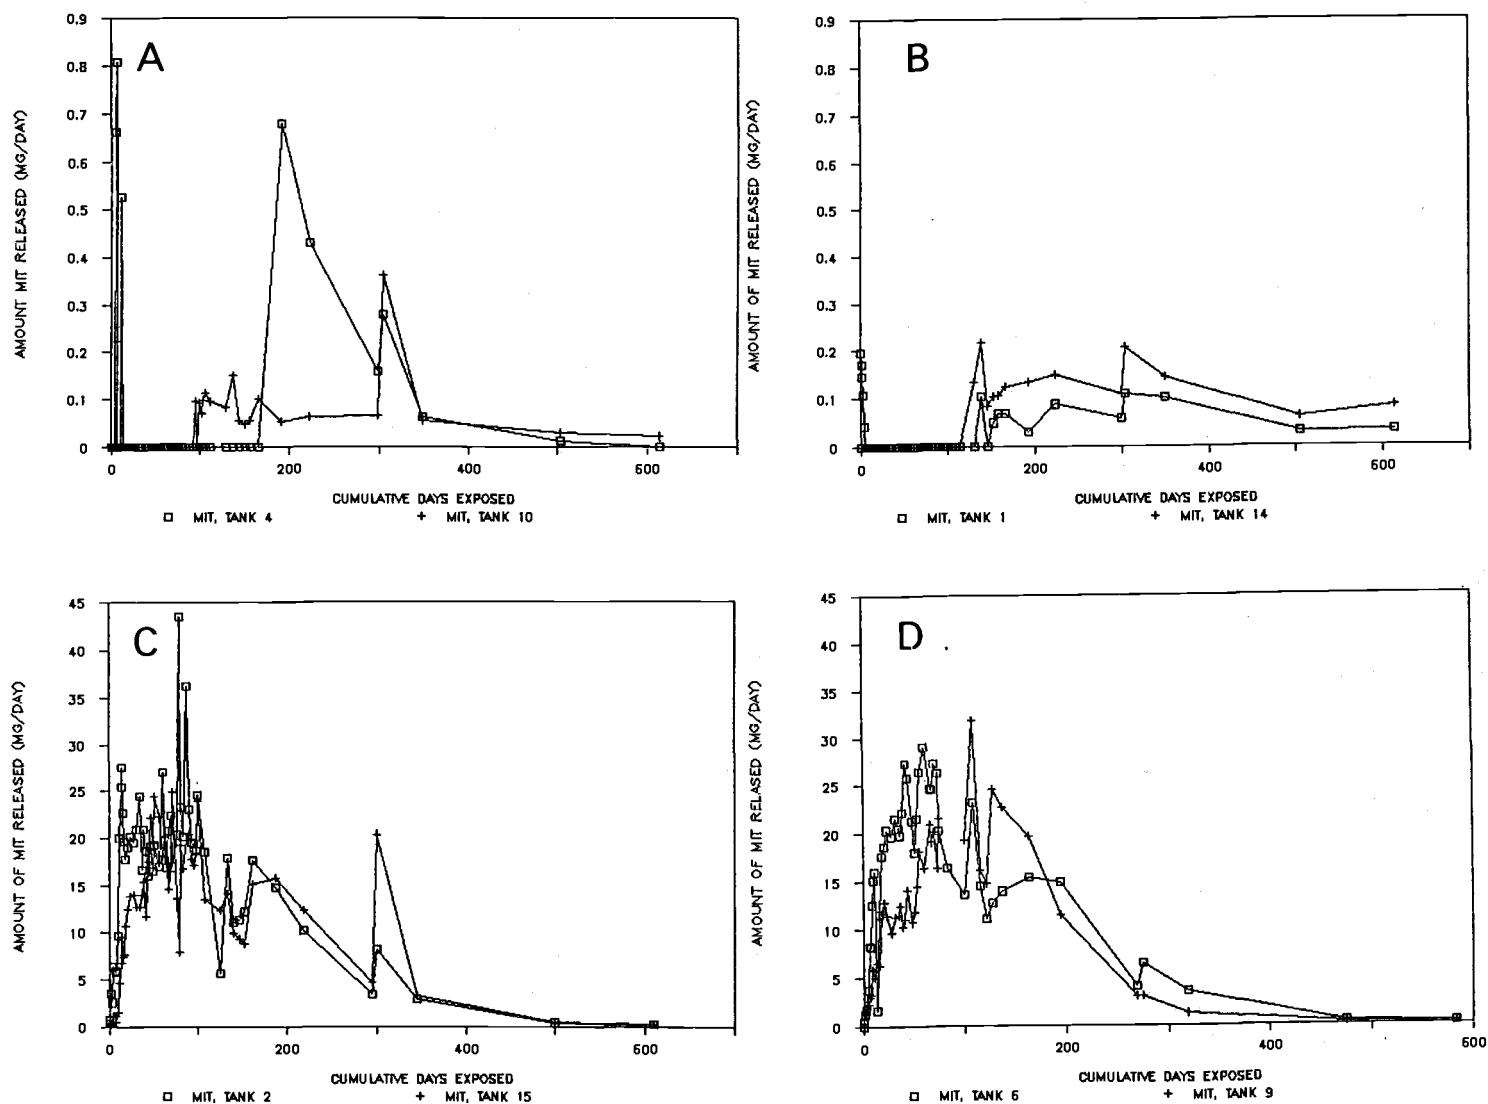 A
AMOUNT MIT RELEASED (MG/DAY)
0.9
0.8
0.7
0.6
0.5
0.4
0.3
0.2
0.1
0
0 200 400 600
CUMULATIVE DAYS EXPOSED
MIT, TANK 4 + MIT, TANK 10
B
AMOUNT OF MIT RELEASED (MG/DAY)
0.9
0.8
0.7
0.6
0.5
0.4
0.3
0.2
0.1
0
0 200 400 600
CUMULATIVE DAYS EXPOSED
MIT, TANK 1 + MIT, TANK 14
C
AMOUNT OF MIT RELEASED (MG/DAY)
45
40
35
30
25
20
15
10
5
0
0 200 400 600
CUMULATIVE DAYS EXPOSED
MIT, TANK 2 + MIT, TANK 15
D
AMOUNT OF MIT RELASED (MG/DAY)
45
40
35
30
25
20
15
10
5
0
0 200 400 600
CUMULATIVE DAYS EXPOSED
MIT, TANK 6 + MIT, TANK 9